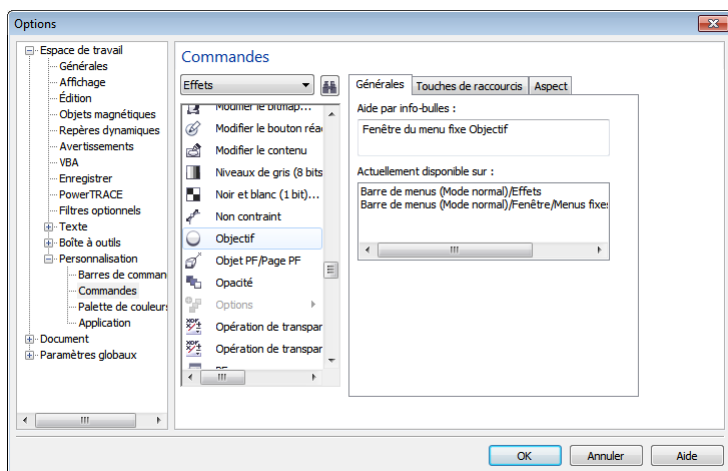 Options
Espace de travail
Générales
Affichage
Édition
Objets magnétiques
Repères dynamiques
Avertissements
VBA
Enregistrer
PowerTRACE
Filtres optionnels
Texte
Boîte à outils
Personnalisation
Barres de comman
Commandes
Palette de couleur
Application
Document
Paramètres globaux
Commandes
Effets
Modifier le bitmap...
Modifier le bouton réa
Modifier le contenu
Niveaux de gris (8 bits
Noir et blanc (1 bit)...
Non contraint
Objectif
Objet PF/Page PF
Opacité
Options
Opération de transpar
Opération de transpar
Générales
Touches de raccourcis
Aspect
Aide par info-bulles :
Fenêtre du menu fixe Objectif
Actuellement disponible sur :
Barre de menus (Mode normal)/Effets
Barre de menus (Mode normal)/Fenêtre/Menus fixes
OK
Annuler
Aide